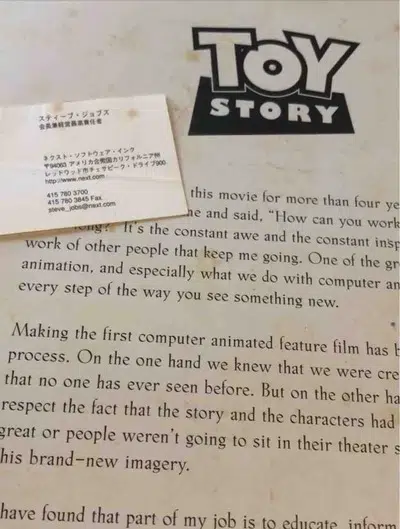 TOY
STORY
スティーブ・ジョブス
会長兼経営最高責任者
ネクスト・ソフトウェア・インク
〒94063 アメリカ合衆国カリフォルニア州
レッドウッド市チェサピーク・ドライブ900
http://www.next.com
415 780 3700
415 780 3845 Fax
steve_jobs@next.com
this movie for more than four ye
e and said, "How can you work
long? It's the constant awe and the constant insp
work of other people that keep me going. One of the gr
animation, and especially what we do with computer an
every step of the way you see something new.
Making the first computer animated feature film has b
process. On the one hand we knew that we were cre
that no one has ever seen before. But on the other ha
respect the fact that the story and the characters had
great or people weren't going to sit in their theater s
his brand-new imagery.
have found that part of my job is to educate, inform